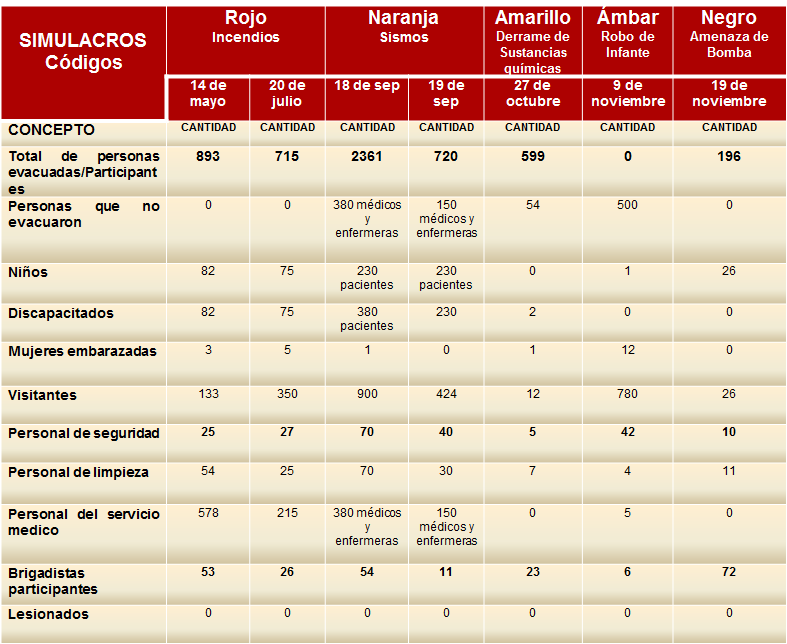 SIMULACROS Códigos
Rojo Incendios
Naranja Sismos
Amarillo Derrame de Sustancias químicas
Ámbar Robo de Infante
Negro Amenaza de Bomba
14 de mayo 20 de julio 18 de sep 19 de sep 27 de octubre 9 de noviembre 19 de noviembre
CONCEPTO CANTIDAD CANTIDAD CANTIDAD CANTIDAD CANTIDAD CANTIDAD CANTIDAD
Total de personas evacuadas/Participantes 893 715 2361 720 599 0 196
Personas que no evacuaron 0 0 380 médicos y enfermeras 150 médicos y enfermeras 54 500 0
Niños 82 75 230 pacientes 230 pacientes 0 1 26
Discapacitados 82 75 380 pacientes 230 2 0 0
Mujeres embarazadas 3 5 1 0 1 12 0
Visitantes 133 350 900 424 12 780 26
Personal de seguridad 25 27 70 40 5 42 10
Personal de limpieza 54 25 70 30 7 4 11
Personal del servicio medico 578 215 380 médicos y enfermeras 150 médicos y enfermeras 0 5 0
Brigadistas participantes 53 26 54 11 23 6 72
Lesionados 0 0 0 0 0 0 0